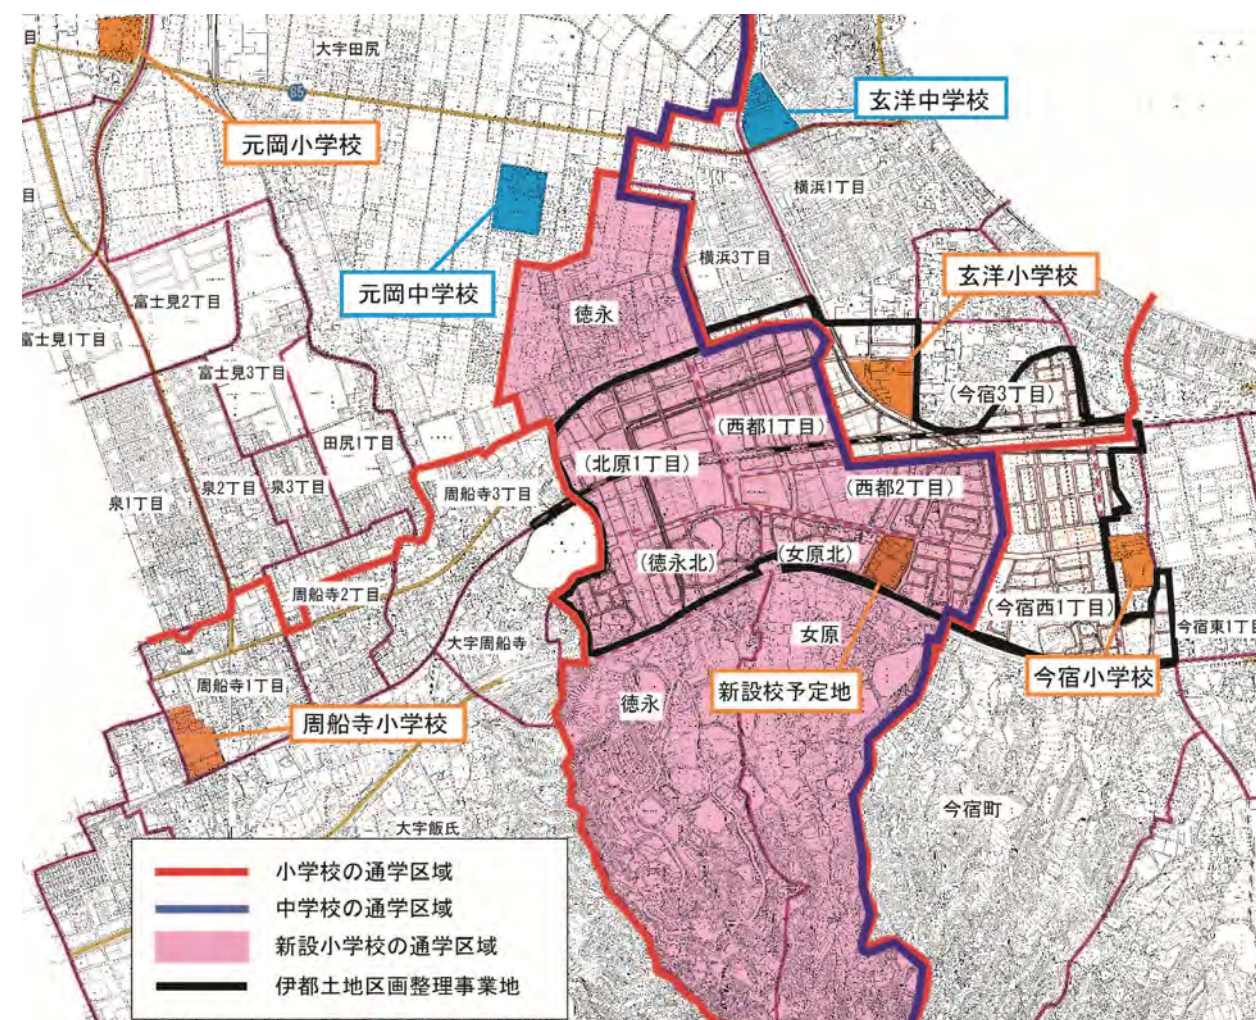 目
大字田尻
85
玄洋中学校
元岡小学校
目
横浜1丁目
横浜3丁目
玄洋小学校
元岡中学校
富士見2丁目
徳永
富士見1丁目
富士見3丁目
(今宿3丁目)
(西都1丁目)
田尻1丁目
(北原1丁目)
泉2丁目
泉3丁目
周船寺3丁目
(西都2丁目)
泉1丁目
(女原北)
(徳永北)
周船寺2丁目
(今宿西1丁目)
大字周船寺
女原
今宿東1丁目
周船寺1丁目
新設校予定地
今宿小学校
徳永
周船寺小学校
今宿町
大字飯氏
小学校の通学区域
中学校の通学区域
新設小学校の通学区域
伊都土地区画整理事業地